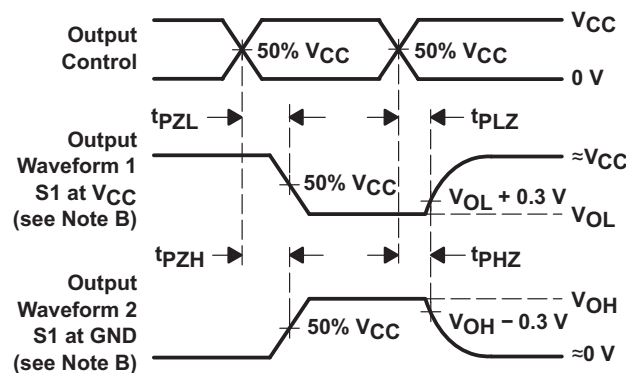 Output
Control
50% VCC
50% VCC
VCC
0 V
tPZL
tPLZ
Output
Waveform 1
S1 at VCC
(see Note B)
50% VCC
≈VCC
VOL + 0.3 V
VOL
tPZH
tPHZ
Output
Waveform 2
S1 at GND
(see Note B)
50% VCC
VOH
VOH − 0.3 V
≈0 V